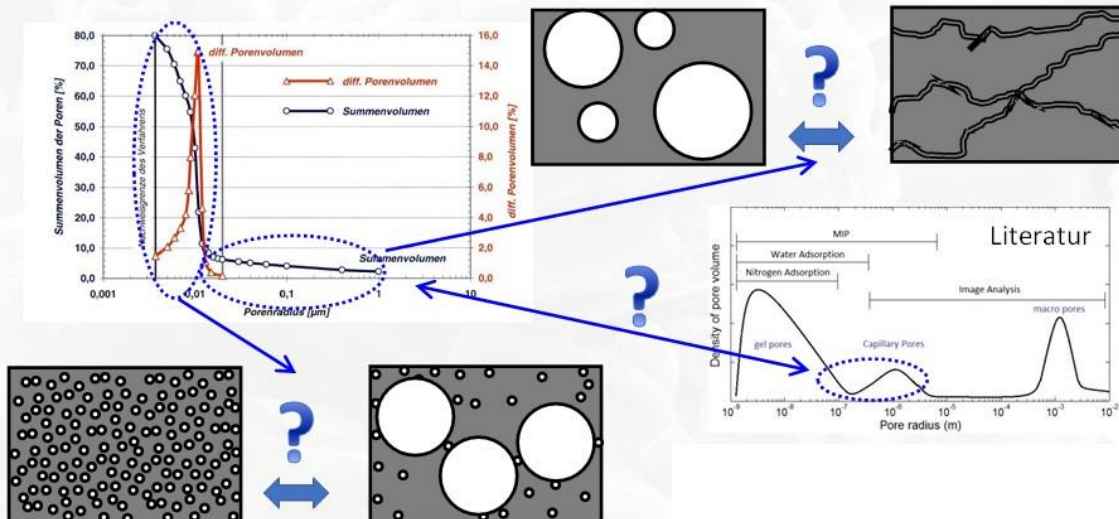 diff. Porenvolumen
diff. Porenvolumen
Summenvolumen
Summenvolumen der Poren [%]
80,0
70,0
60,0
50,0
40,0
30,0
20,0
10,0
0,0
Nachweisgrenze des Verfahrens
Summenvolumen
16,0
14,0
12,0
10,0
8,0
6,0
4,0
2,0
0,0
diff. Porenvolumen [%]
0,001
0,01
0,1
1
10
Porenradius [µm]
?
?
?
Literatur
MIP
Water Adsorption
Nitrogen Adsorption
Image Analysis
macro pores
gel pores
Capillary Pores
Density of pore volume
10⁻⁹
10⁻⁸
10⁻⁷
10⁻⁶
10⁻⁵
10⁻⁴
10⁻³
10⁻²
Pore radius (m)